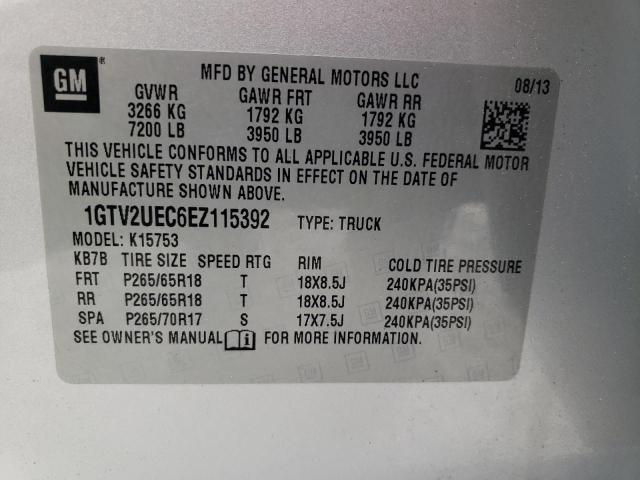 GM ®
MFD BY GENERAL MOTORS LLC 08/13
GVWR GAWR FRT GAWR RR
3266 KG 1792 KG 1792 KG
7200 LB 3950 LB 3950 LB
THIS VEHICLE CONFORMS TO ALL APPLICABLE U.S. FEDERAL MOTOR
VEHICLE SAFETY STANDARDS IN EFFECT ON THE DATE OF
MANUFACTURE SHOWN ABOVE.
1GTV2UEC6EZ115392 TYPE: TRUCK
MODEL: K15753
KB7B TIRE SIZE SPEED RTG RIM COLD TIRE PRESSURE
FRT P265/65R18 T 18X8.5J 240KPA(35PSI)
RR P265/65R18 T 18X8.5J 240KPA(35PSI)
SPA P265/70R17 S 17X7.5J 240KPA(35PSI)
SEE OWNER'S MANUAL i FOR MORE INFORMATION.